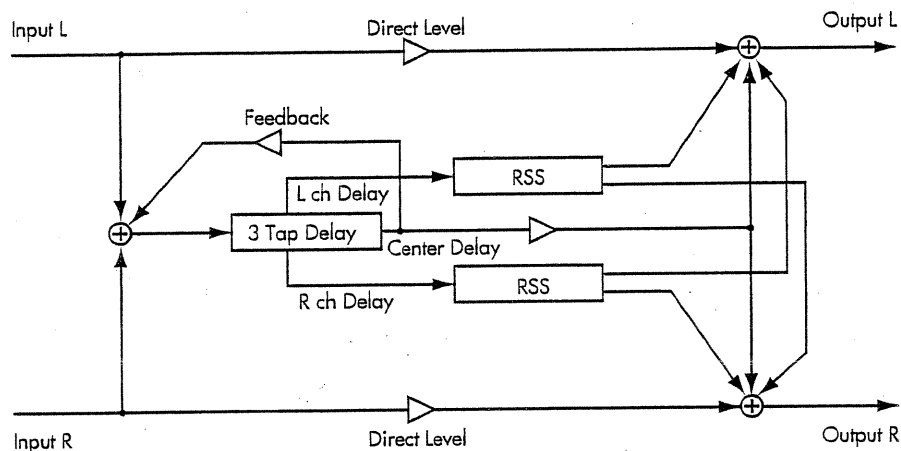 Input L
Direct Level
Output L
Feedback
RSS
L ch Delay
3 Tap Delay
Center Delay
RSS
R ch Delay
Input R
Direct Level
Output R